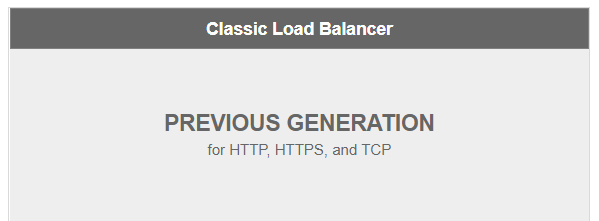 Classic Load Balancer
PREVIOUS GENERATION
for HTTP, HTTPS, and TCP